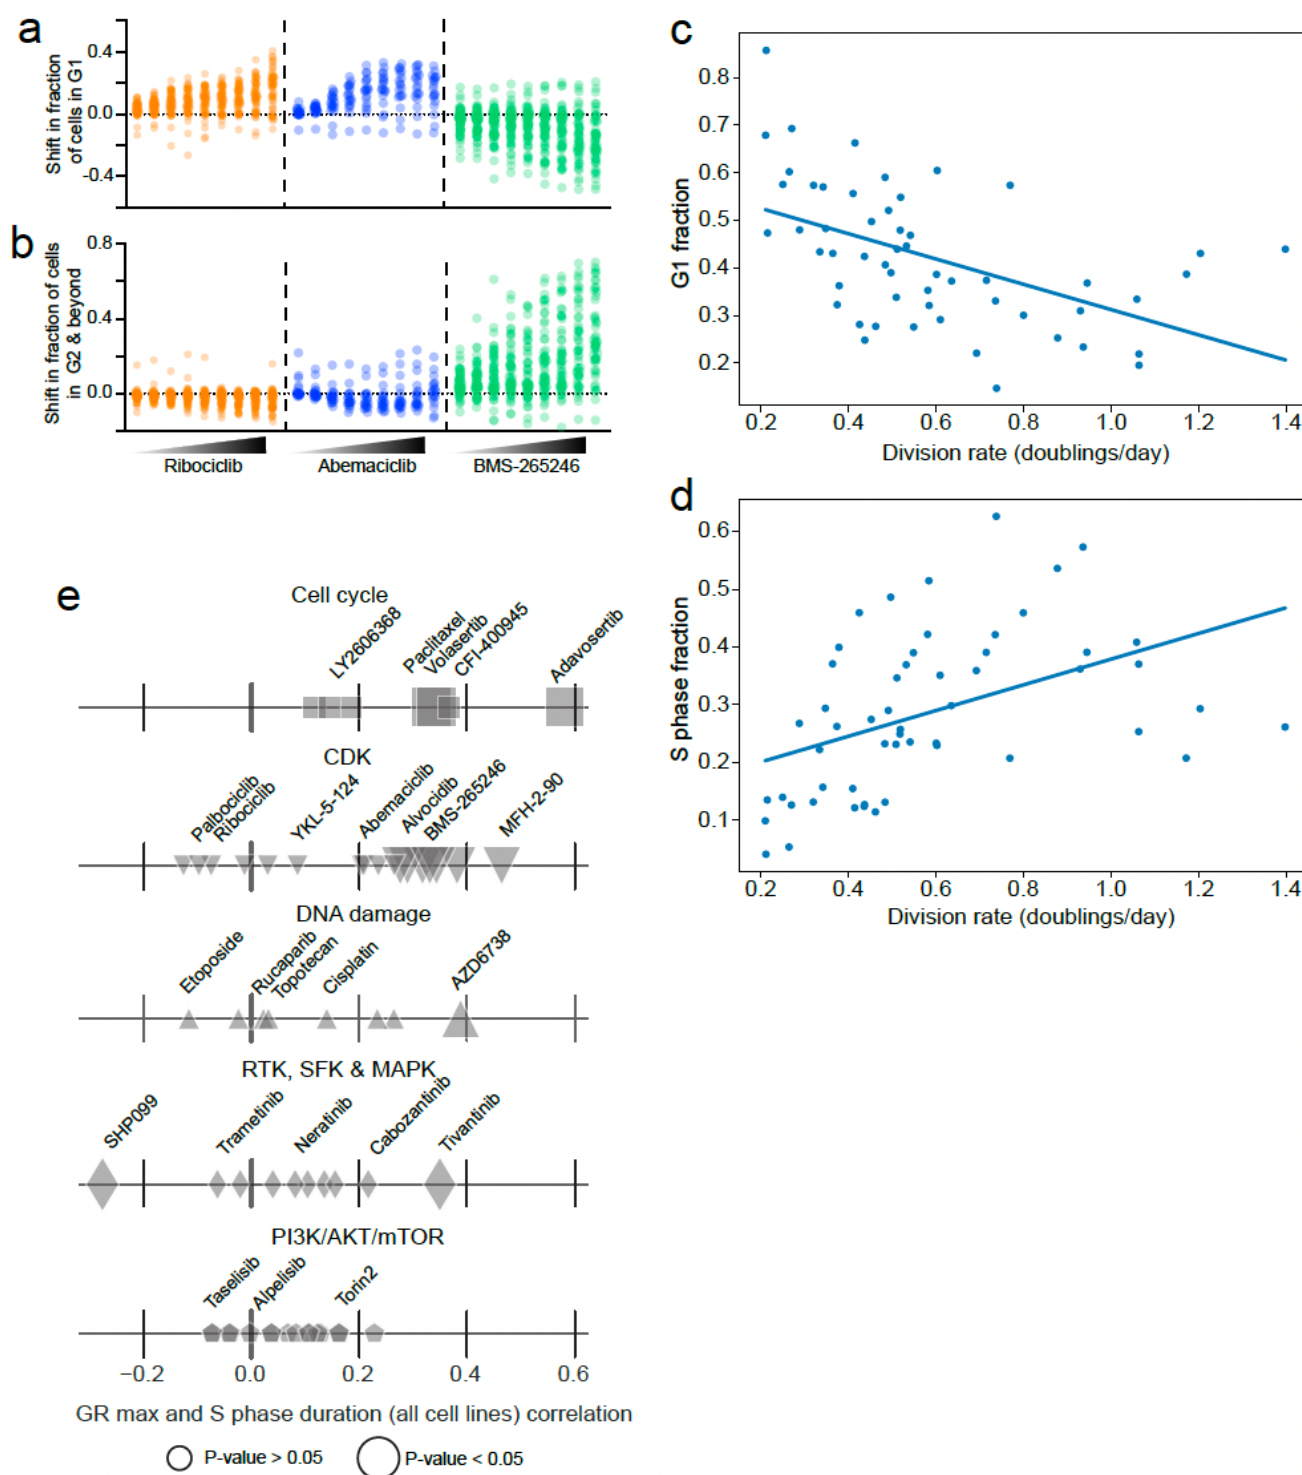 a
Shift in fraction
of cells in G1
0.4
0.0
-0.4
b
Shift in fraction of cells
in G2 & beyond
0.8
0.4
0.0
Ribociclib
Abemaciclib
BMS-265246
c
G1 fraction
0.8
0.7
0.6
0.5
0.4
0.3
0.2
0.2 0.4 0.6 0.8 1.0 1.2 1.4
Division rate (doublings/day)
d
S phase fraction
0.6
0.5
0.4
0.3
0.2
0.1
0.2 0.4 0.6 0.8 1.0 1.2 1.4
Division rate (doublings/day)
e
Cell cycle
LY2606368
Paclitaxel
Volasertib
CFI-400945
Adavosertib
CDK
Palbociclib
Ribociclib
YKL-5-124
Abemaciclib
Alvocidib
BMS-265246
MFH-2-90
DNA damage
Etoposide
Rucaparib
Topotecan
Cisplatin
AZD6738
RTK, SFK & MAPK
SHP099
Trametinib
Neratinib
Cabozantinib
Tivantinib
PI3K/AKT/mTOR
Taselisib
Alpelisib
Torin2
−0.2 0.0 0.2 0.4 0.6
GR max and S phase duration (all cell lines) correlation
P-value > 0.05
P-value < 0.05